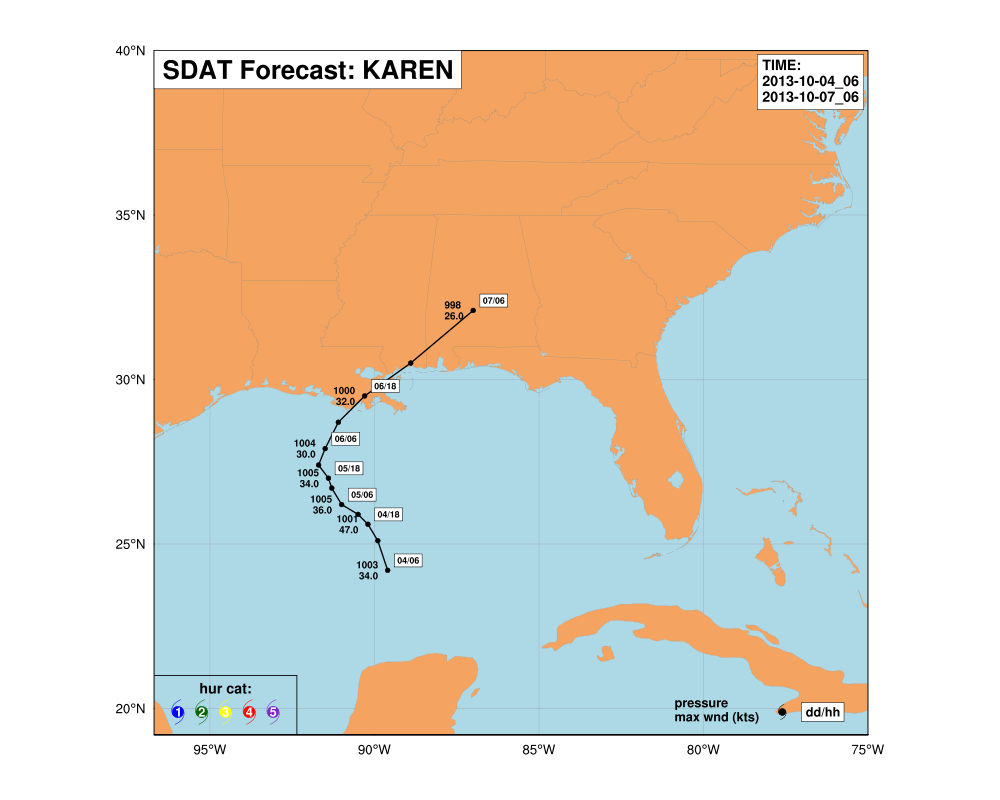 40°N
SDAT Forecast: KAREN
TIME:
2013-10-04_06
2013-10-07_06
35°N
998
26.0
07/06
30°N
1000
32.0
06/18
1004
30.0
06/06
1005
34.0
05/18
1005
36.0
05/06
1001
47.0
04/18
25°N
1003
34.0
04/06
hur cat:
1 2 3 4 5
20°N
pressure
max wnd (kts)
dd/hh
95°W 90°W 85°W 80°W 75°W